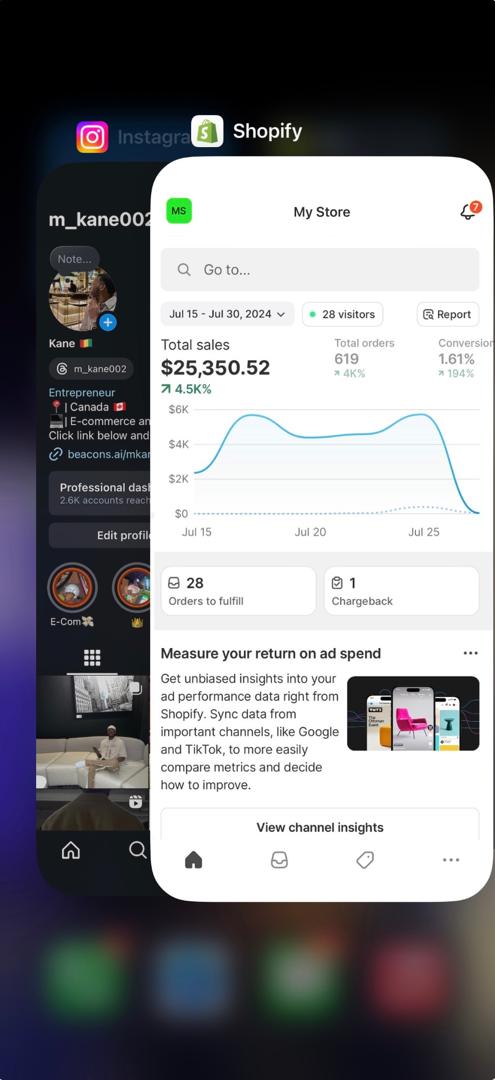 Instagra
Shopify
m_kane002
Note...
Kane 🇬🇳
m_kane002
Entrepreneur
📍| Canada 🇨🇦
💻| E-commerce an
Click link below and
beacons.ai/mkan
Professional dash
2.6K accounts reach
Edit profile
E-Com💸
👑
MS
My Store
7
Go to...
Jul 15 - Jul 30, 2024
28 visitors
Report
Total sales
$25,350.52
4.5K%
Total orders
619
4K%
Conversion
1.61%
194%
$6K
$4K
$2K
$0
Jul 15
Jul 20
Jul 25
28
Orders to fulfill
1
Chargeback
Measure your return on ad spend
Get unbiased insights into your
ad performance data right from
Shopify. Sync data from
important channels, like Google
and TikTok, to more easily
compare metrics and decide
how to improve.
View channel insights